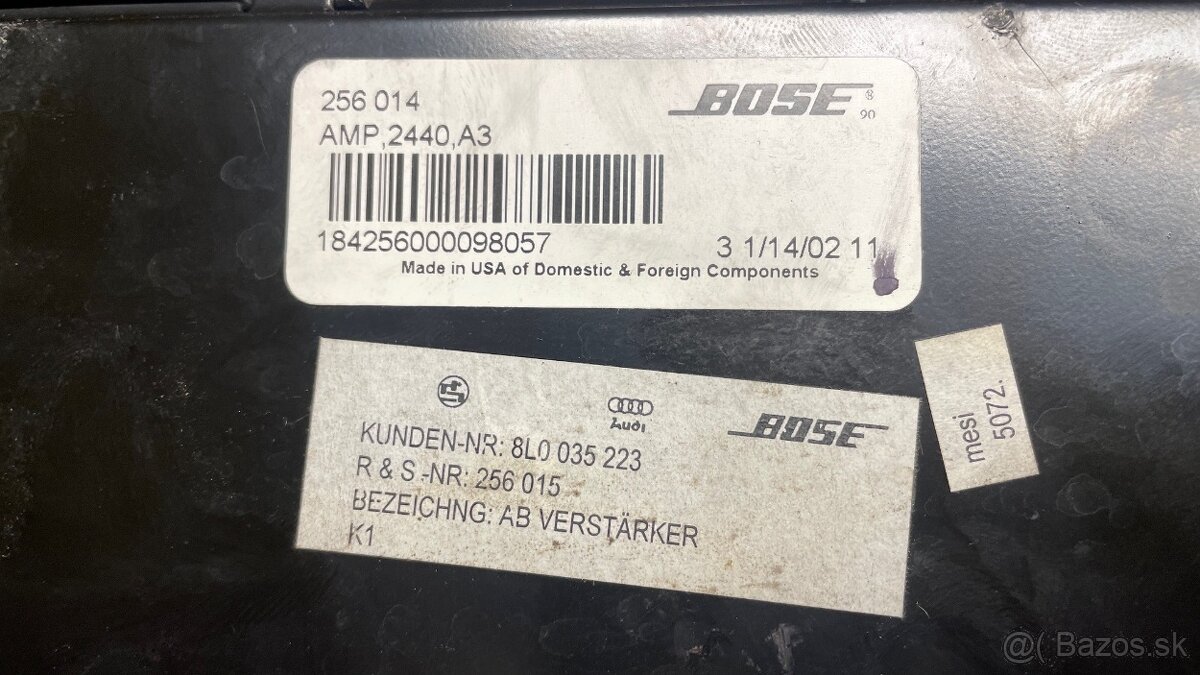 256 014
AMP,2440,A3
BOSE®
90
184256000098057
3 1/14/02 11
Made in USA of Domestic & Foreign Components
Audi
BOSE
KUNDEN-NR: 8L0 035 223
R & S.-NR: 256 015
BEZEICHNG: AB VERSTÄRKER
K1
mesi
5072.
@( Bazos.sk